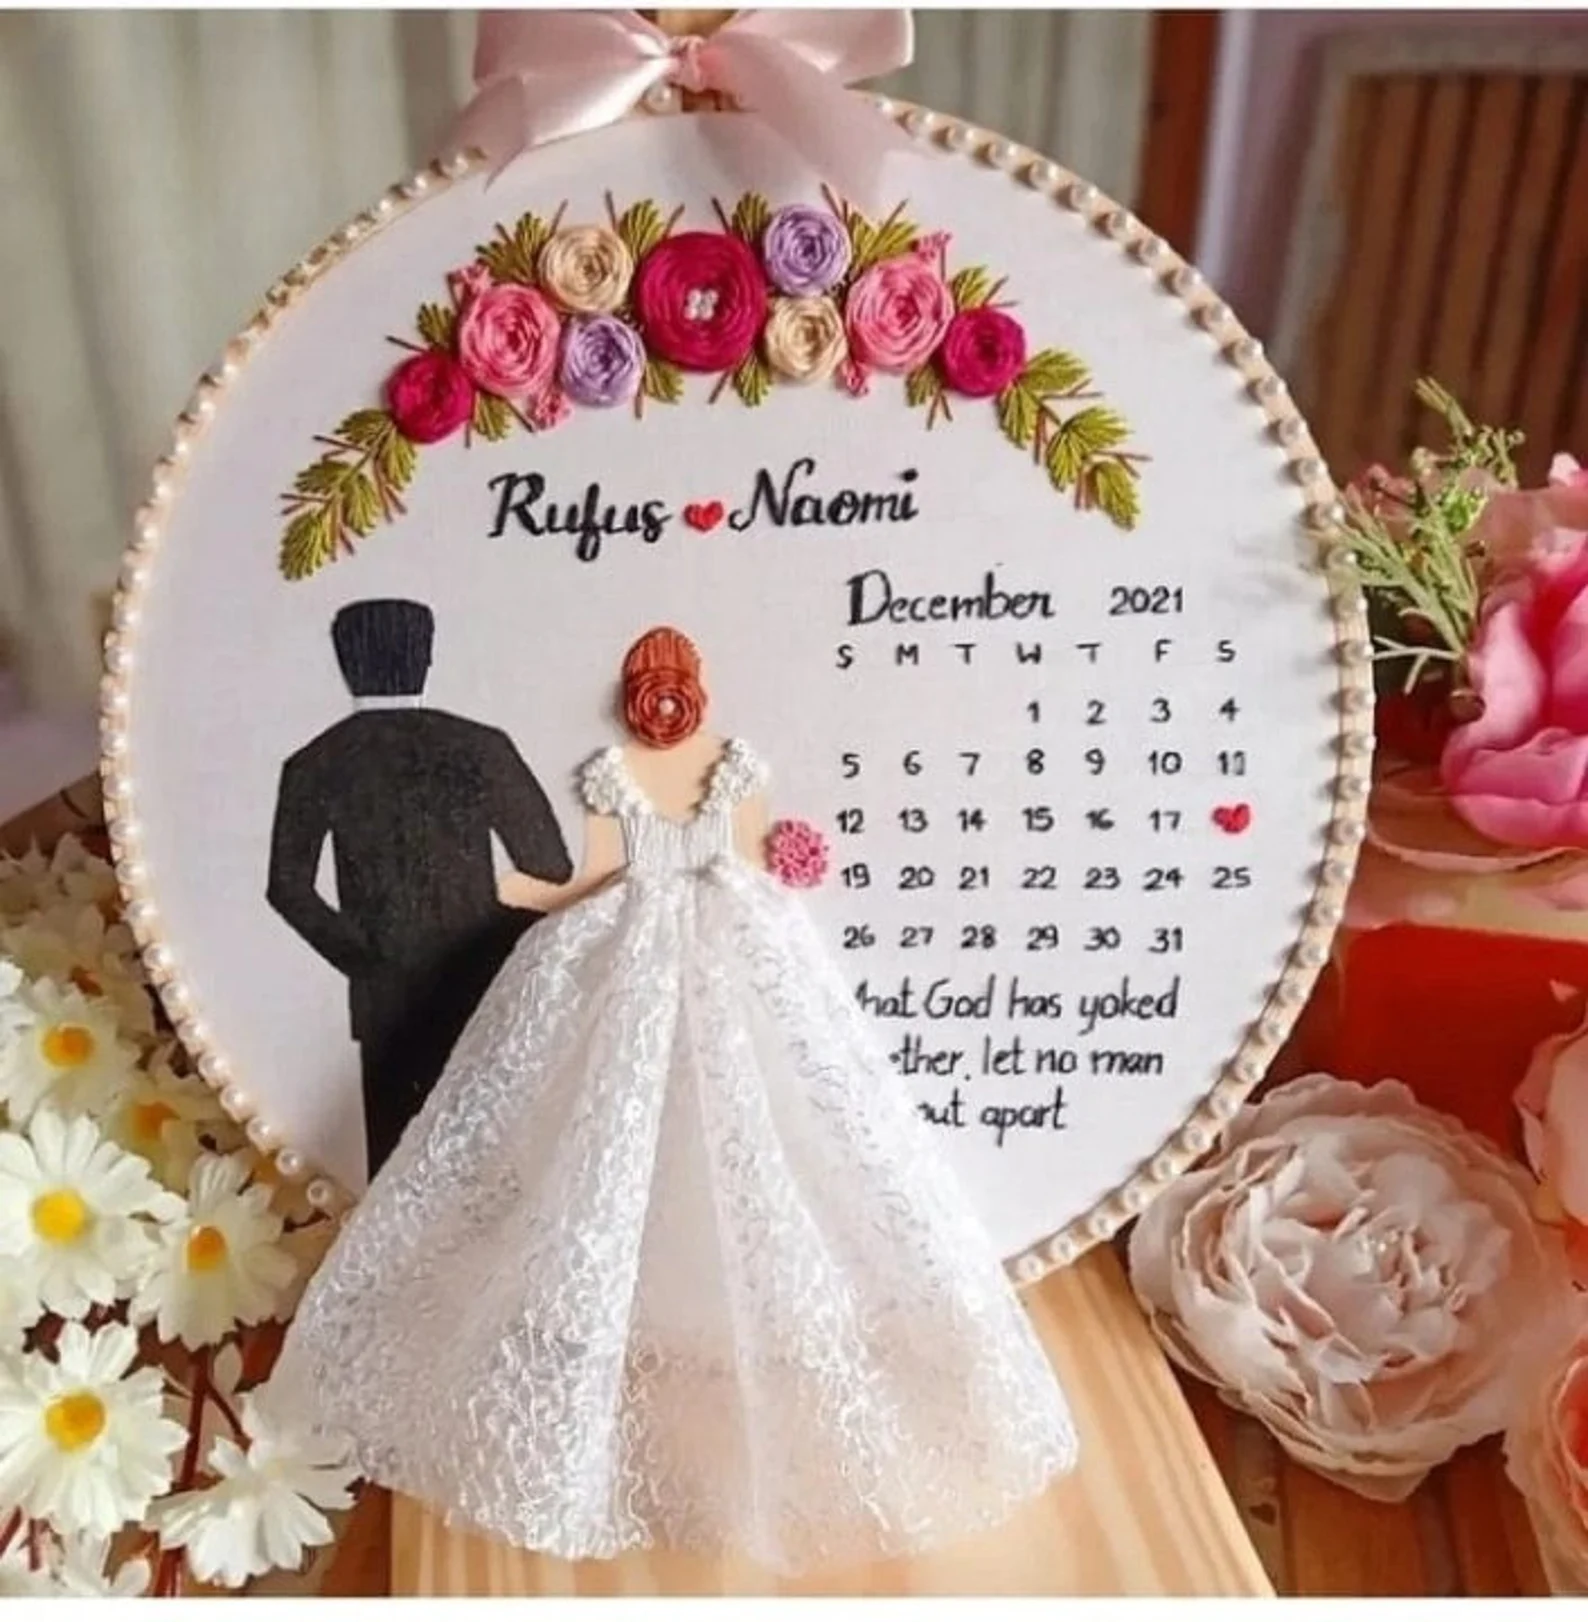 Rufus ❤ Naomi
December 2021
S M T W T F S
1 2 3 4
5 6 7 8 9 10 11
12 13 14 15 16 17 ❤
19 20 21 22 23 24 25
26 27 28 29 30 31
hat God has yoked
ther, let no man
put apart